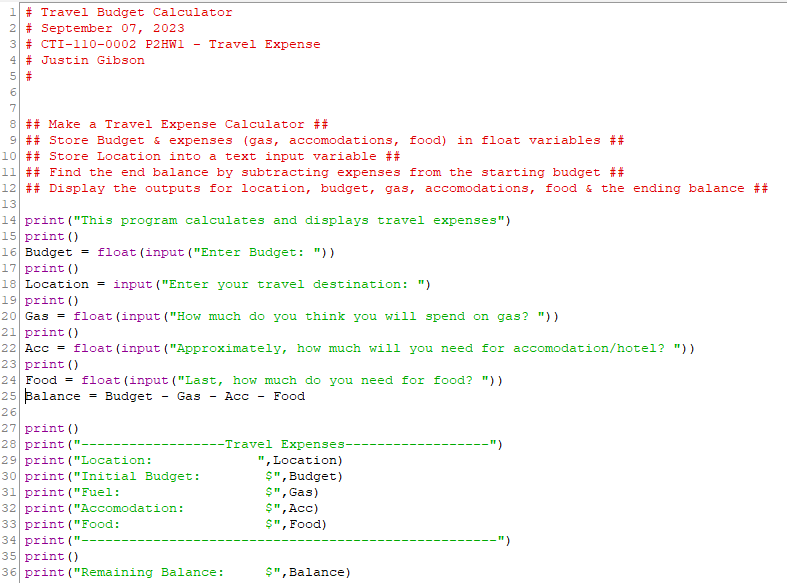 1 # Travel Budget Calculator
2 # September 07, 2023
3 # CTI-110-0002 P2HW1 - Travel Expense
4 # Justin Gibson
5 #
6
7
8 ## Make a Travel Expense Calculator ##
9 ## Store Budget & expenses (gas, accomodations, food) in float variables ##
10 ## Store Location into a text input variable ##
11 ## Find the end balance by subtracting expenses from the starting budget ##
12 ## Display the outputs for location, budget, gas, accomodations, food & the ending balance ##
13
14 print("This program calculates and displays travel expenses")
15 print()
16 Budget = float(input("Enter Budget: "))
17 print()
18 Location = input("Enter your travel destination: ")
19 print()
20 Gas = float(input("How much do you think you will spend on gas? "))
21 print()
22 Acc = float(input("Approximately, how much will you need for accomodation/hotel? "))
23 print()
24 Food = float(input("Last, how much do you need for food? "))
25 Balance = Budget - Gas - Acc - Food
26
27 print()
28 print("------------------Travel Expenses------------------")
29 print("Location:             ",Location)
30 print("Initial Budget:        $",Budget)
31 print("Fuel:                  $",Gas)
32 print("Accomodation:          $",Acc)
33 print("Food:                  $",Food)
34 print("----------------------------------------------------")
35 print()
36 print("Remaining Balance:     $",Balance)